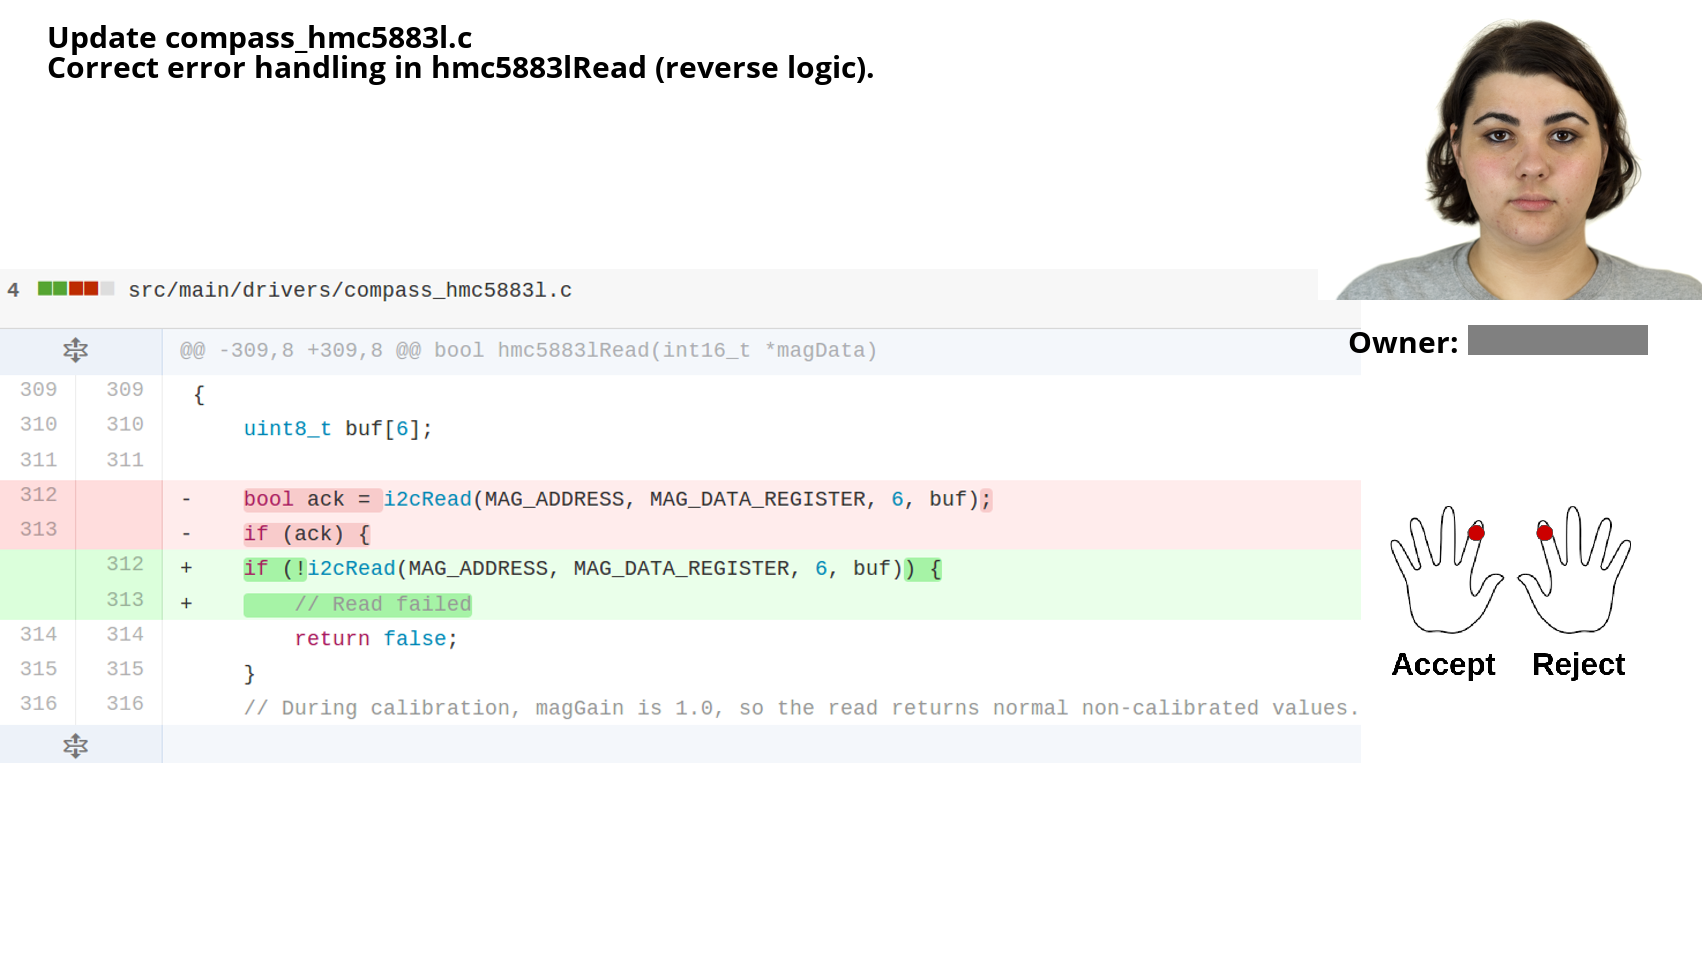 Update compass_hmc5883l.c
Correct error handling in hmc5883lRead (reverse logic).
4 src/main/drivers/compass_hmc5883l.c
@@ -309,8 +309,8 @@ bool hmc5883lRead(int16_t *magData)
Owner:
309 309 {
310 310 uint8_t buf[6];
311 311
312 - bool ack = i2cRead(MAG_ADDRESS, MAG_DATA_REGISTER, 6, buf);
313 - if (ack) {
312 + if (!i2cRead(MAG_ADDRESS, MAG_DATA_REGISTER, 6, buf)) {
313 + // Read failed
314 314 return false;
315 315 }
316 316 // During calibration, magGain is 1.0, so the read returns normal non-calibrated values.
Accept Reject